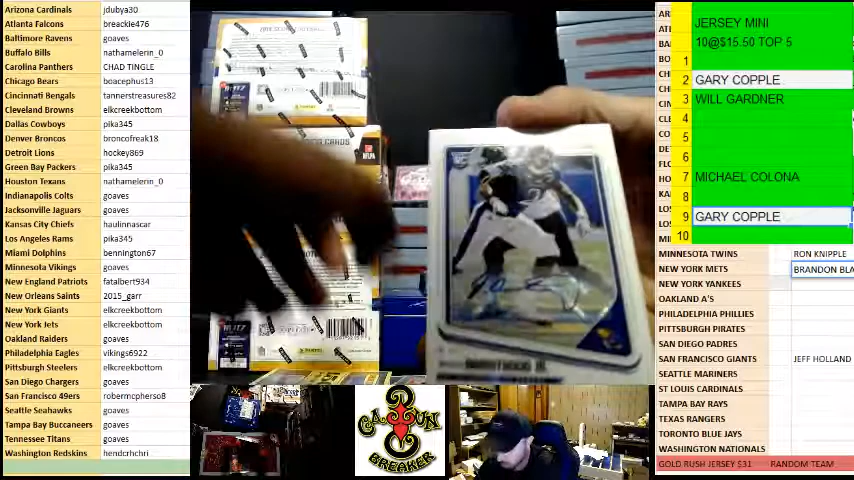 Arizona Cardinals jdubya30
Atlanta Falcons breackie476
Baltimore Ravens goaves
Buffalo Bills nathamelerin_0
Carolina Panthers CHAD TINGLE
Chicago Bears boacephus13
Cincinnati Bengals tannerstreasures82
Cleveland Browns elkcreekbottom
Dallas Cowboys pika345
Denver Broncos broncofreak18
Detroit Lions hockey869
Green Bay Packers pika345
Houston Texans nathamelerin_0
Indianapolis Colts goaves
Jacksonville Jaguars goaves
Kansas City Chiefs haulinnascar
Los Angeles Rams pika345
Miami Dolphins bennington67
Minnesota Vikings goaves
New England Patriots fatalbert934
New Orleans Saints 2015_garr
New York Giants elkcreekbottom
New York Jets elkcreekbottom
Oakland Raiders goaves
Philadelphia Eagles vikings6922
Pittsburgh Steelers elkcreekbottom
San Diego Chargers goaves
San Francisco 49ers robermcphers08
Seattle Seahawks goaves
Tampa Bay Buccaneers goaves
Tennessee Titans goaves
Washington Redskins hendcrhchri
CAJUN
BREAKER
JERSEY MINI
10@$15.50 TOP 5
1
2 GARY COPPLE
3 WILL GARDNER
4
5
6
7 MICHAEL COLONA
8
9 GARY COPPLE
10
MINNESOTA TWINS RON KNIPPLE
NEW YORK METS BRANDON BLA
NEW YORK YANKEES
OAKLAND A'S
PHILADELPHIA PHILLIES
PITTSBURGH PIRATES
SAN DIEGO PADRES
SAN FRANCISCO GIANTS JEFF HOLLAND
SEATTLE MARINERS
ST LOUIS CARDINALS
TAMPA BAY RAYS
TEXAS RANGERS
TORONTO BLUE JAYS
WASHINGTON NATIONALS
GOLD RUSH JERSEY $31 RANDOM TEAM